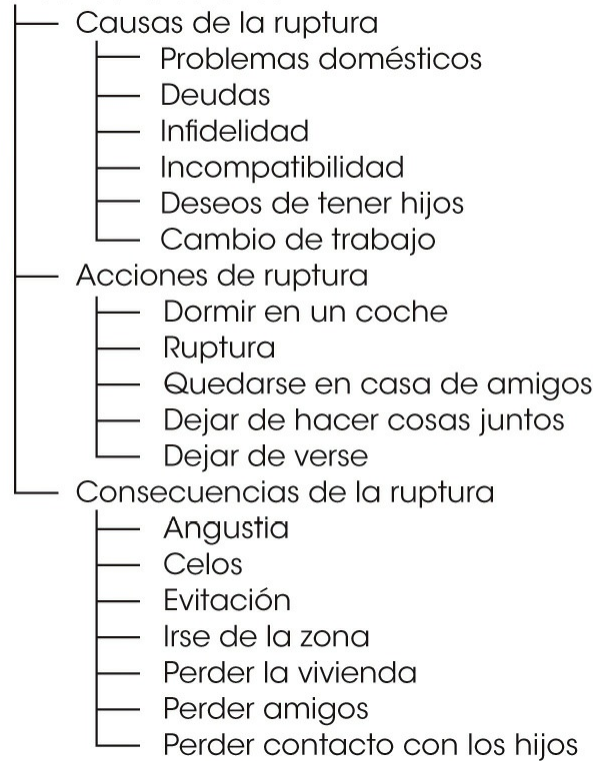 Causas de la ruptura
Problemas domésticos
Deudas
Infidelidad
Incompatibilidad
Deseos de tener hijos
Cambio de trabajo
Acciones de ruptura
Dormir en un coche
Ruptura
Quedarse en casa de amigos
Dejar de hacer cosas juntos
Dejar de verse
Consecuencias de la ruptura
Angustia
Celos
Evitación
Irse de la zona
Perder la vivienda
Perder amigos
Perder contacto con los hijos